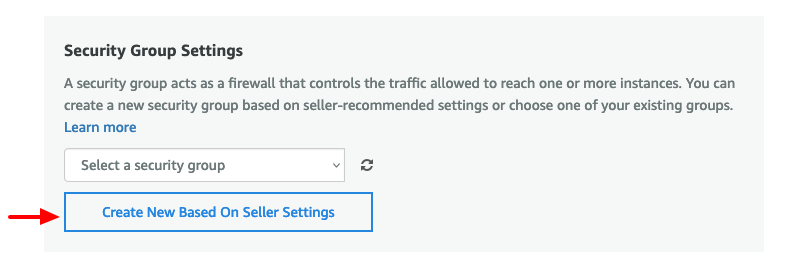 Security Group Settings
A security group acts as a firewall that controls the traffic allowed to reach one or more instances. You can
create a new security group based on seller-recommended settings or choose one of your existing groups.
Learn more
Select a security group
Create New Based On Seller Settings